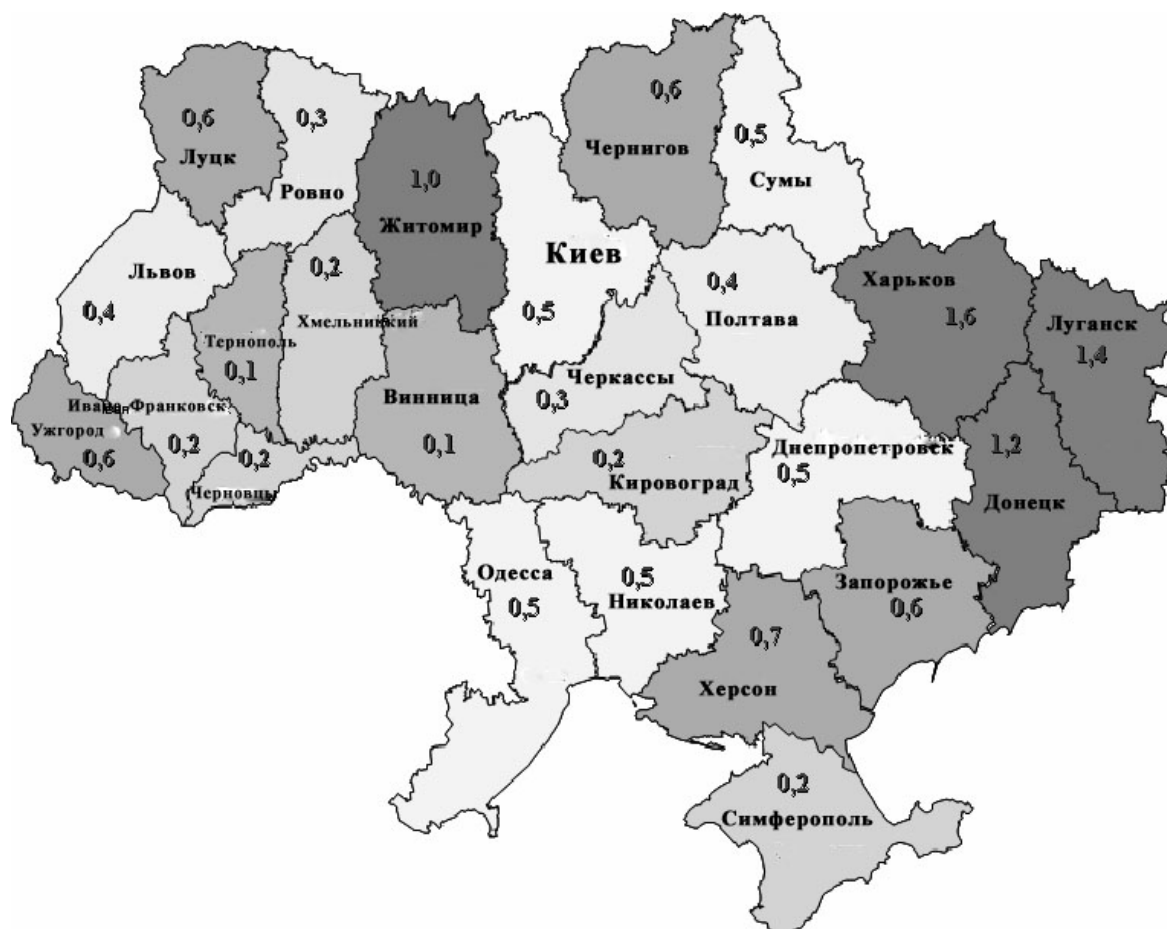 0,6
Луцк
0,3
Ровно
1,0
Житомир
0,6
Чернигов
0,5
Сумы
Киев
0,5
Львов
0,4
Тернополь
0,1
0,2
Хмельницкий
Винница
0,1
Черкассы
0,3
0,4
Полтава
Харьков
1,6
Луганск
1,4
Ивано-Франковск
0,2
Ужгород
0,6
0,2
Черновцы
0,2
Кировоград
Днепропетровск
0,5
1,2
Донецк
Одесса
0,5
0,5
Николаев
Запорожье
0,6
0,7
Херсон
0,2
Симферополь